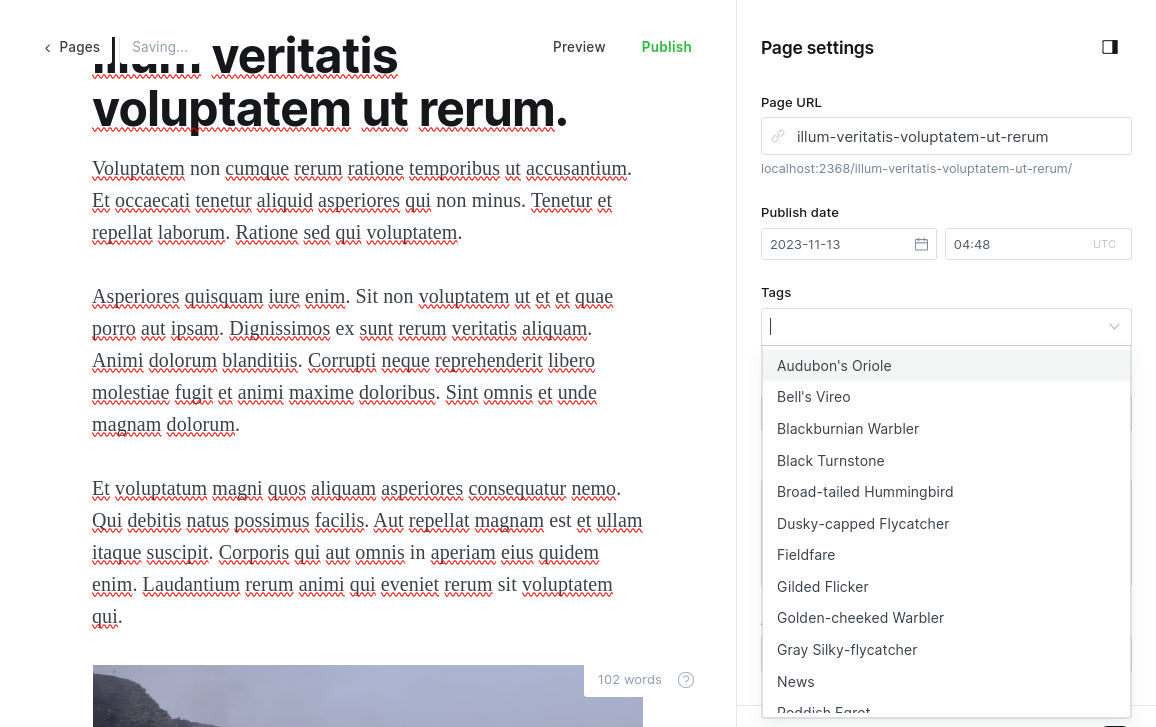 Pages
Saving...
Preview
Publish
Illum veritatis
voluptatem ut rerum.
Voluptatem non cumque rerum ratione temporibus ut accusantium.
Et occaecati tenetur aliquid asperiores qui non minus. Tenetur et
repellat laborum. Ratione sed qui voluptatem.
Asperiores quisquam iure enim. Sit non voluptatem ut et et quae
porro aut ipsam. Dignissimos ex sunt rerum veritatis aliquam.
Animi dolorum blanditiis. Corrupti neque reprehenderit libero
molestiae fugit et animi maxime doloribus. Sint omnis et unde
magnam dolorum.
Et voluptatum magni quos aliquam asperiores consequatur nemo.
Qui debitis natus possimus facilis. Aut repellat magnam est et ullam
itaque suscipit. Corporis qui aut omnis in aperiam eius quidem
enim. Laudantium rerum animi qui eveniet rerum sit voluptatem
qui.
102 words
Page settings
Page URL
illum-veritatis-voluptatem-ut-rerum
localhost:2368/illum-veritatis-voluptatem-ut-rerum/
Publish date
2023-11-13
04:48 UTC
Tags
Audubon's Oriole
Bell's Vireo
Blackburnian Warbler
Black Turnstone
Broad-tailed Hummingbird
Dusky-capped Flycatcher
Fieldfare
Gilded Flicker
Golden-cheeked Warbler
Gray Silky-flycatcher
News
Reddish Egret